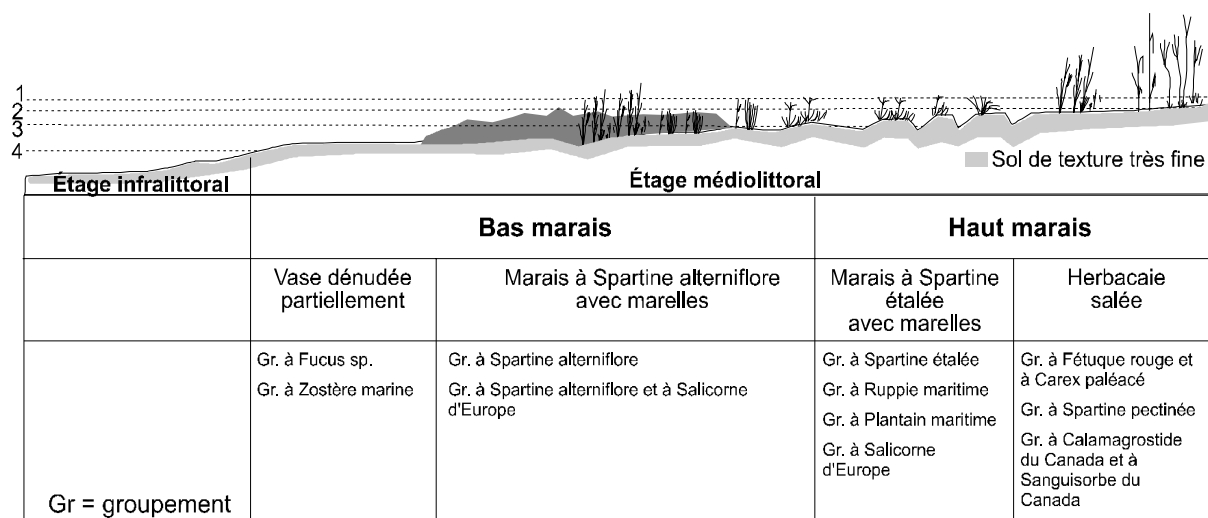 1
2
3
4
Sol de texture très fine
Étage infralittoral
Étage médiolittoral
Bas marais
Haut marais
Vase dénudée
partiellement
Marais à Spartine alterniflore
avec marelles
Marais à Spartine
étalée
avec marelles
Herbacaie
salée
Gr. à Fucus sp.
Gr. à Zostère marine
Gr. à Spartine alterniflore
Gr. à Spartine alterniflore et à Salicorne
d'Europe
Gr. à Spartine étalée
Gr. à Ruppie maritime
Gr. à Plantain maritime
Gr. à Salicorne
d'Europe
Gr. à Fétuque rouge et
à Carex paléacé
Gr. à Spartine pectinée
Gr. à Calamagrostide
du Canada et à
Sanguisorbe du
Canada
Gr = groupement